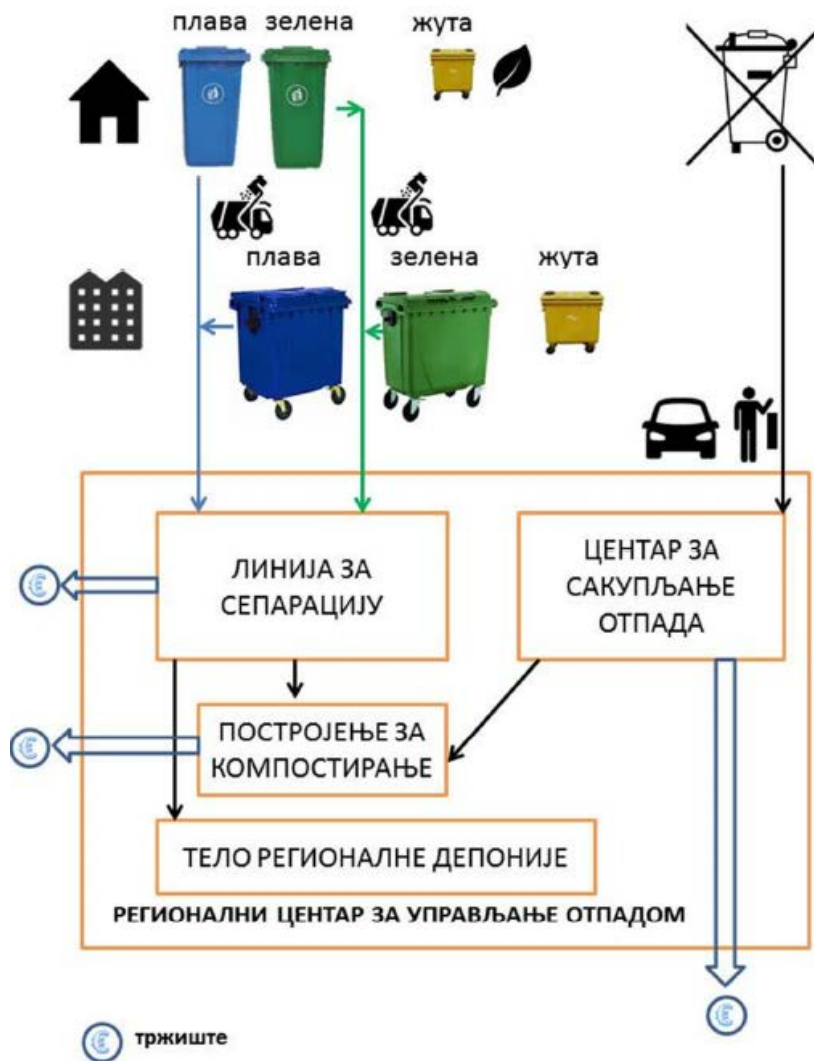 плава зелена жута
плава зелена жута
ЛИНИЈА ЗА
СЕПАРАЦИЈУ
ЦЕНТАР ЗА
САКУПЉАЊЕ
ОТПАДА
ПОСТРОЈЕЊЕ ЗА
КОМПОСТИРАЊЕ
ТЕЛО РЕГИОНАЛНЕ ДЕПОНИЈЕ
РЕГИОНАЛНИ ЦЕНТАР ЗА УПРАВЉАЊЕ ОТПАДОМ
тржиште